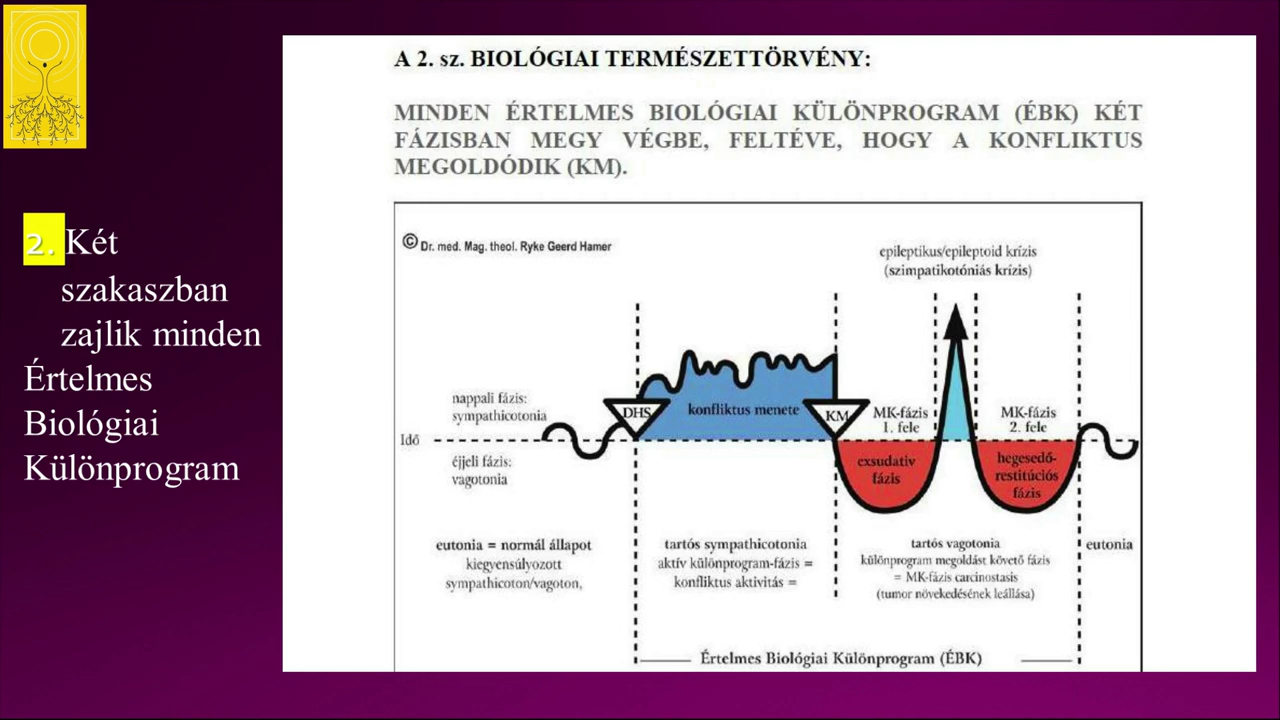 A 2. sz. BIOLÓGIAI TERMÉSZETTÖRVÉNY:
MINDEN ÉRTELMES BIOLÓGIAI KÜLÖNPROGRAM (ÉBK) KÉT
FÁZISBAN MEGY VÉGBE, FELTÉVE, HOGY A KONFLIKTUS
MEGOLDÓDIK (KM).
2. Két
szakaszban
zajlik minden
Értelmes
Biológiai
Különprogram
© Dr. med. Mag. theol. Ryke Geerd Hamer
epileptikus/epileptoid krízis
(szimpatikotóniás krízis)
nappali fázis:
sympathicotonia
Idő
éjjeli fázis:
vagotonia
DHS
konfliktus menete
KM
MK-fázis
1. fele
MK-fázis
2. fele
exsudativ
fázis
hegesedő-
restitúciós
fázis
eutonia = normál állapot
kiegyensúlyozott
sympathicoton/vagoton,
tartós sympathicotonia
aktív különprogram-fázis =
konfliktus aktivitás =
tartós vagotonia
különprogram megoldást követő fázis
= MK-fázis carcinostasis
(tumor növekedésének leállása)
eutonia
Értelmes Biológiai Különprogram (ÉBK)